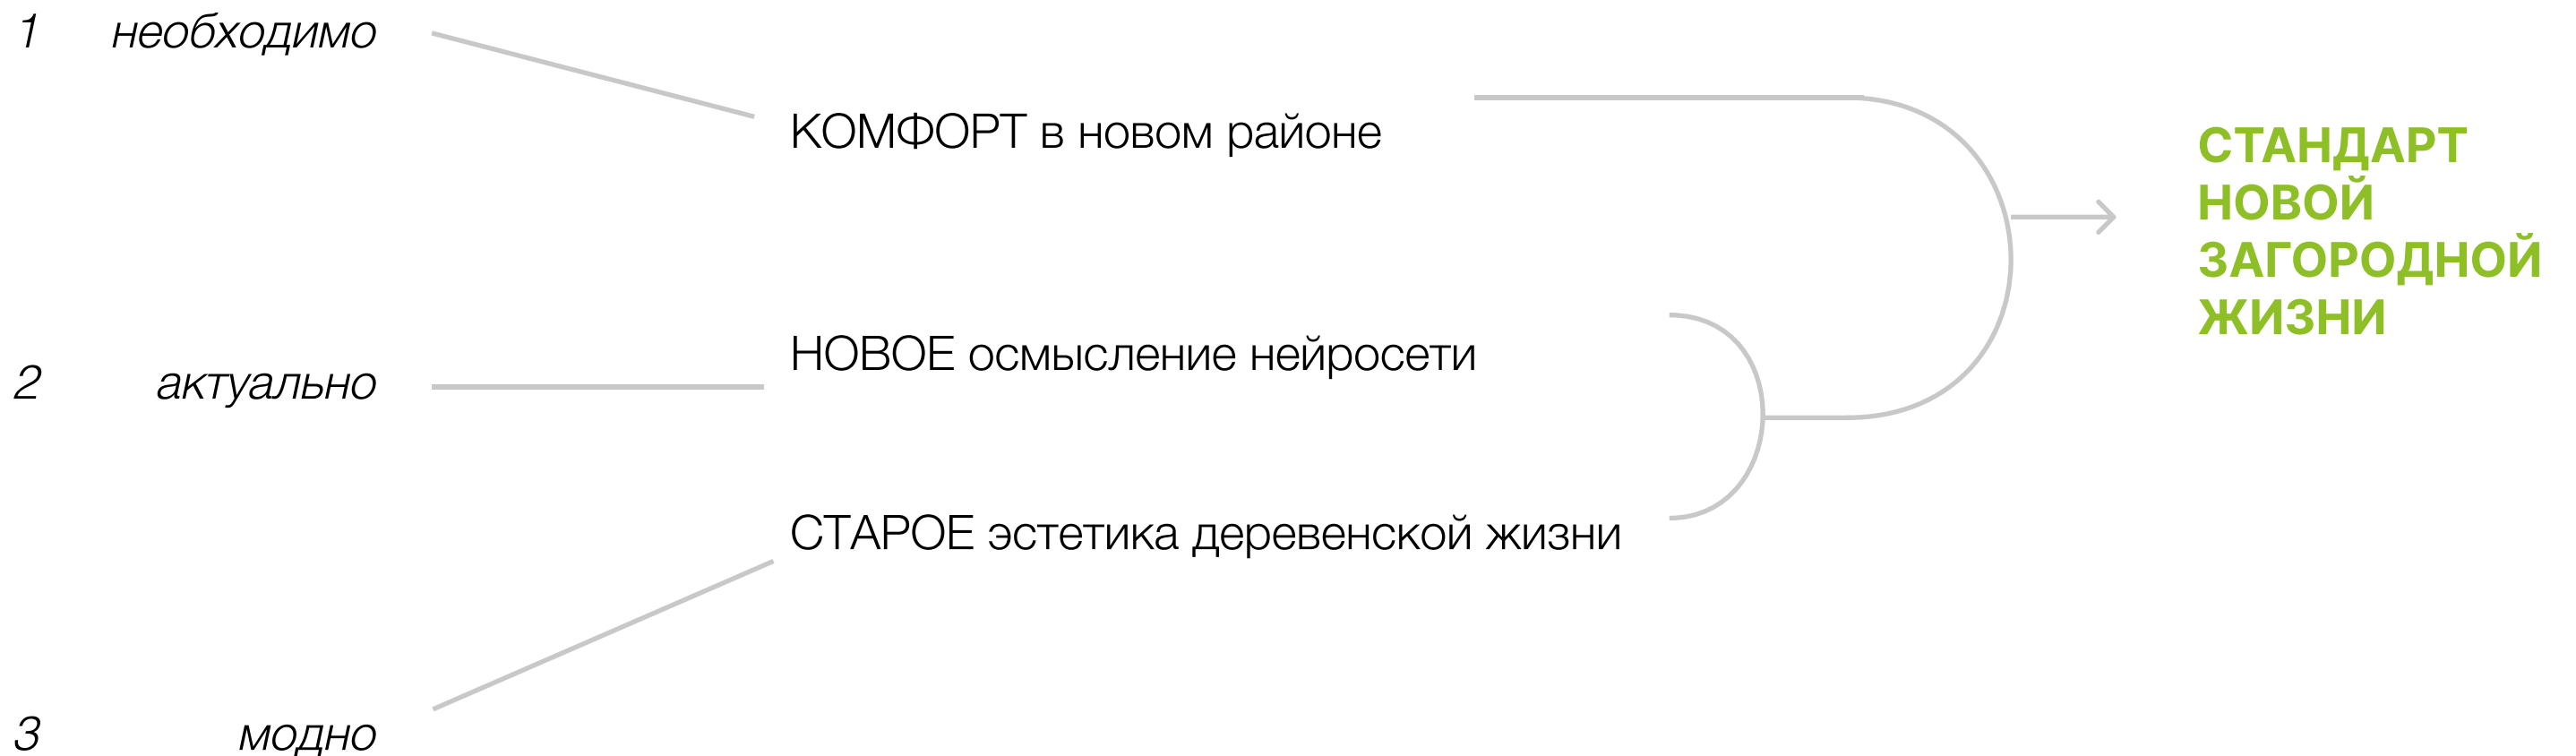 1 необходимо
КОМФОРТ в новом районе
СТАНДАРТ
НОВОЙ
ЗАГОРОДНОЙ
ЖИЗНИ
2 актуально
НОВОЕ осмысление нейросети
СТАРОЕ эстетика деревенской жизни
3 модно